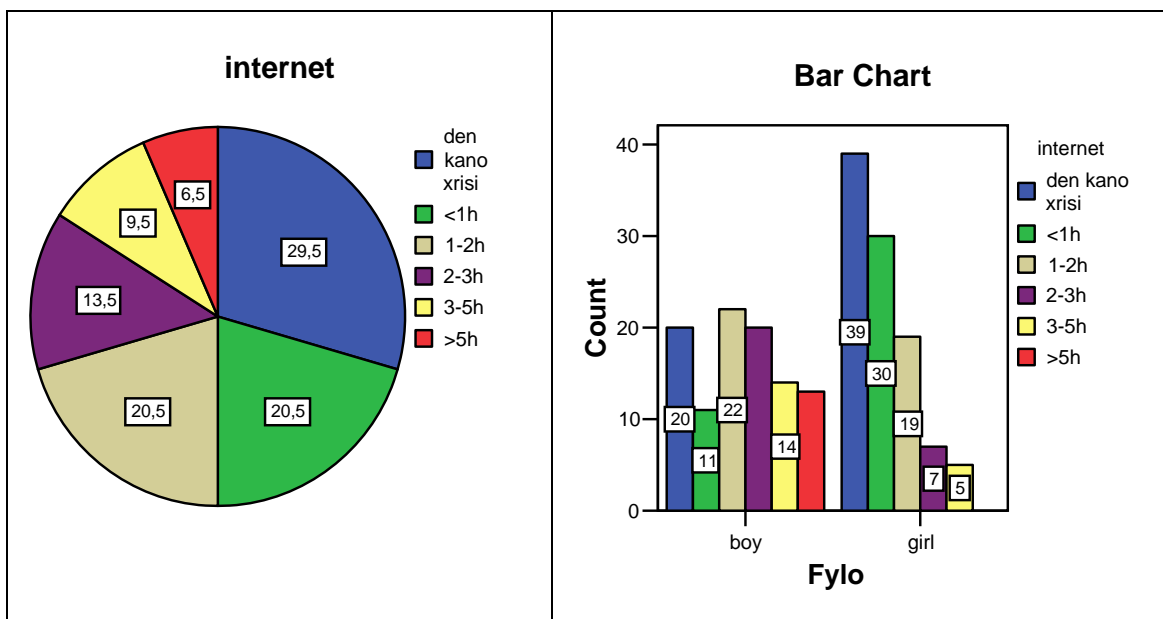 internet
den
kano
xrisi
<1h
1-2h
2-3h
3-5h
>5h
6,5
9,5
29,5
13,5
20,5
20,5
Bar Chart
Count
40
30
20
10
0
20
11
22
14
39
30
19
7
5
boy
girl
Fylo
internet
den kano
xrisi
<1h
1-2h
2-3h
3-5h
>5h